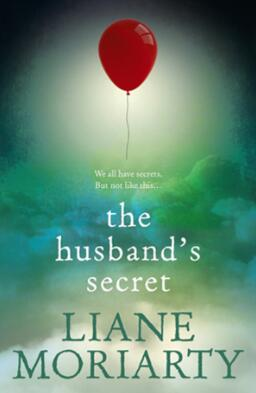 We all have secrets.
But not like this...
the
husband's
secret
LIANE
MORIARTY